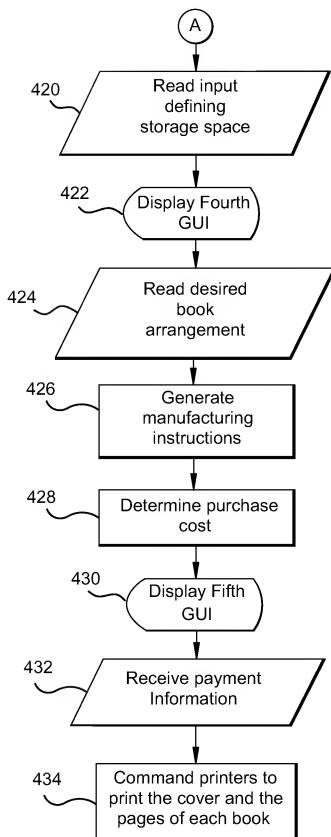 A
420
Read input
defining
storage space
422
Display Fourth
GUI
424
Read desired
book
arrangement
426
Generate
manufacturing
instructions
428
Determine purchase
cost
430
Display Fifth
GUI
432
Receive payment
Information
434
Command printers to
print the cover and the
pages of each book